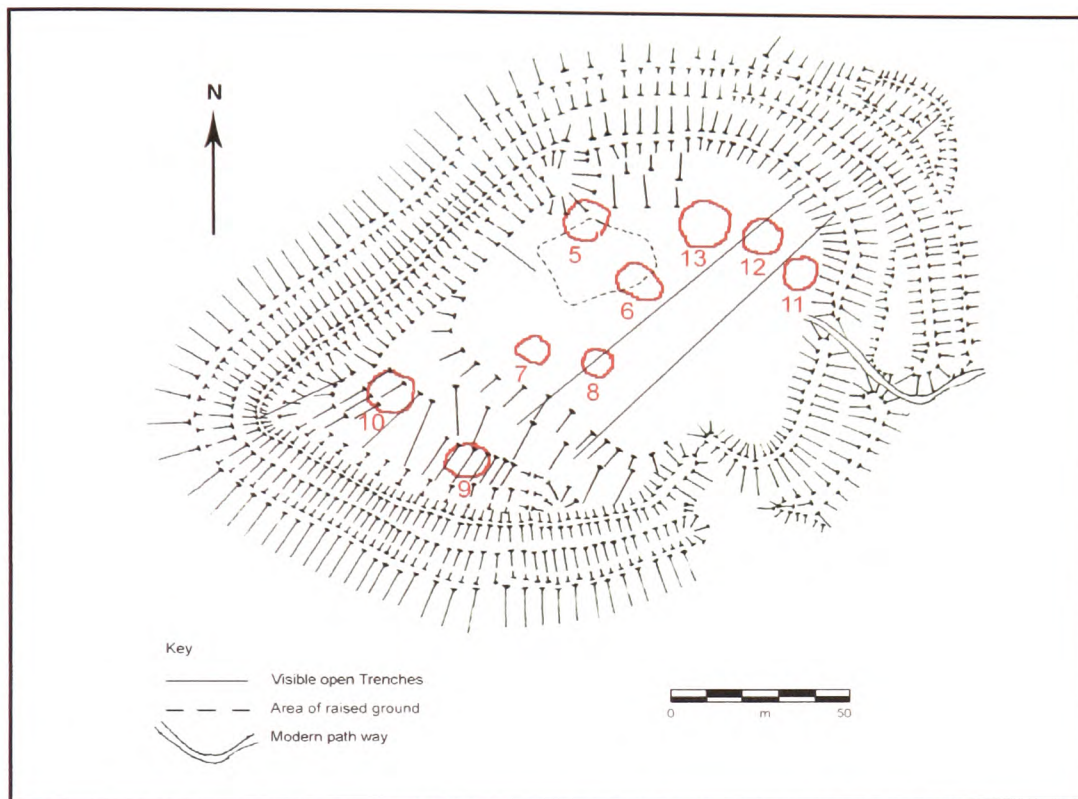 N
5
13
12
11
6
7
8
10
9
Key
Visible open Trenches
Area of raised ground
Modern path way
0 m 50